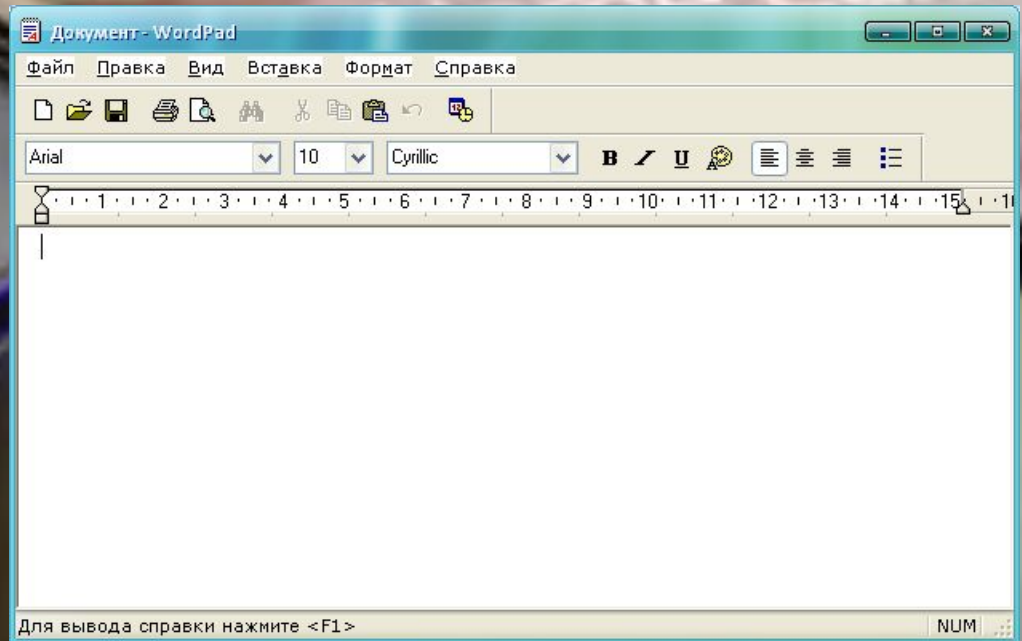 Документ - WordPad
Файл Правка Вид Вставка Формат Справка
Arial 10 Cyrillic
1 2 3 4 5 6 7 8 9 10 11 12 13 14 15 16
Для вывода справки нажмите <F1> NUM